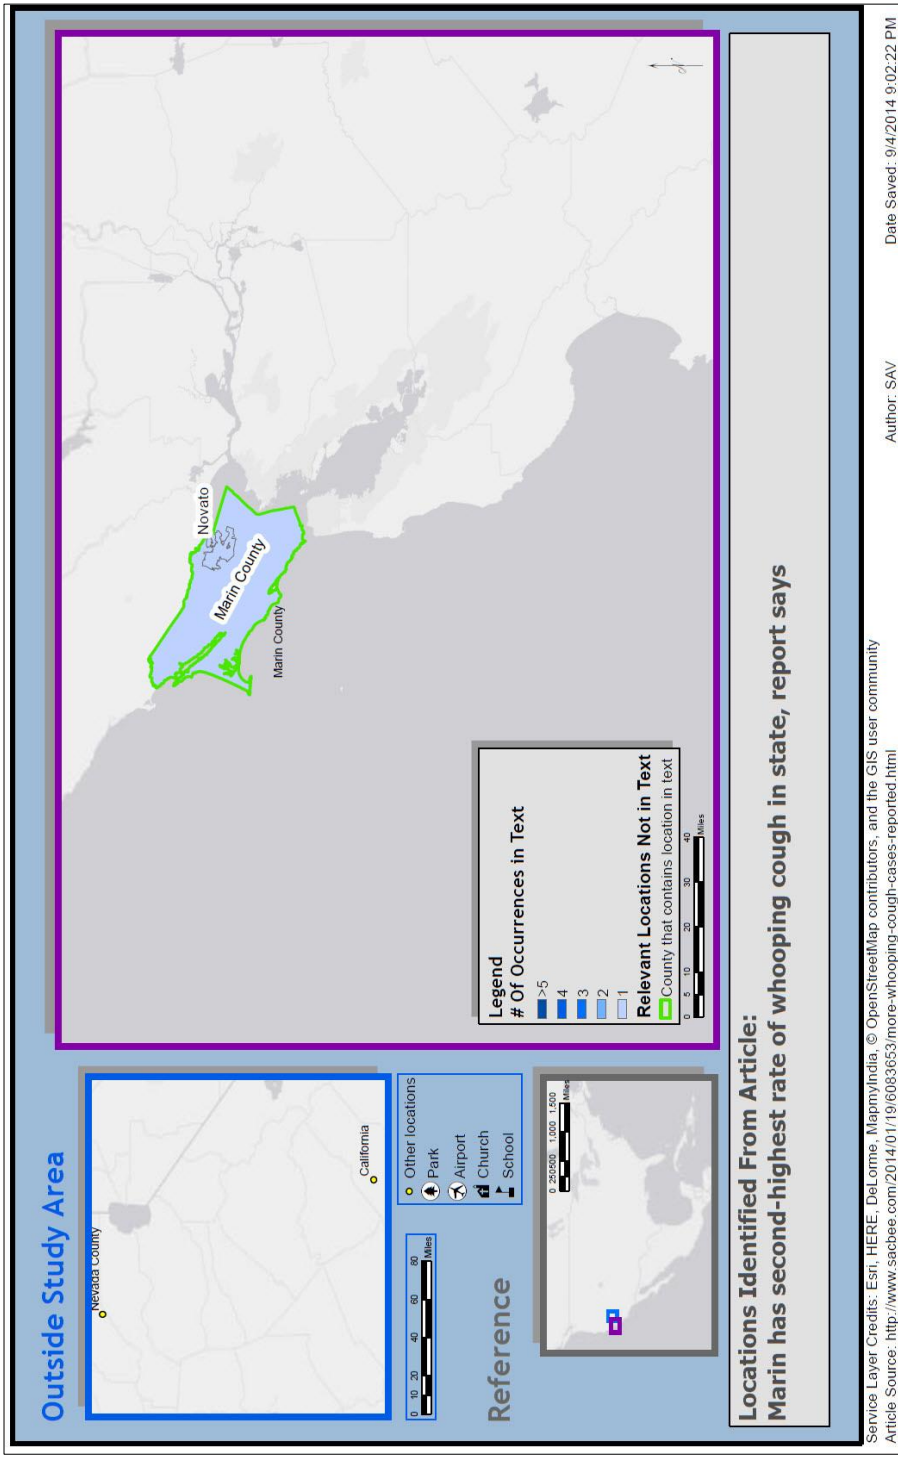 Outside Study Area
Nevada County
California
0 10 20 40 60 80
Miles
Other locations
Park
Airport
Church
School
Reference
0 250500 1,000 1,500
Miles
Novato
Marin County
Marin County
Legend
# Of Occurrences in Text
>5
4
3
2
1
Relevant Locations Not in Text
County that contains location in text
0 5 10 20 30 40
Miles
N
Locations Identified From Article:
Marin has second-highest rate of whooping cough in state, report says
Service Layer Credits: Esri, HERE, DeLorme, MapmyIndia, © OpenStreetMap contributors, and the GIS user community
Article Source: http://www.sacbee.com/2014/01/19/6083653/more-whooping-cough-cases-reported.html
Author: SAV
Date Saved: 9/4/2014 9:02:22 PM